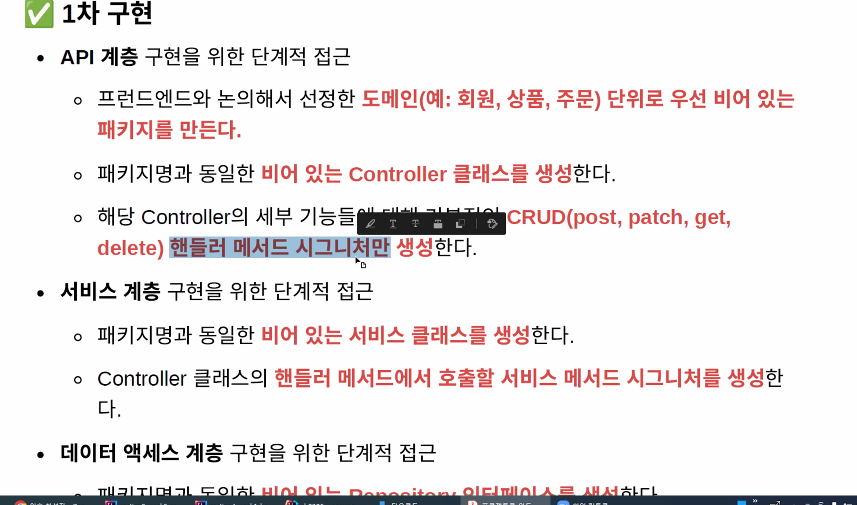 ✅ 1차 구현
• API 계층 구현을 위한 단계적 접근
프런드엔드와 논의해서 선정한 도메인(예: 회원, 상품, 주문) 단위로 우선 비어 있는
패키지를 만든다.
패키지명과 동일한 비어 있는 Controller 클래스를 생성한다.
해당 Controller의 세부 기능들에 대해 기본적인 CRUD(post, patch, get,
delete) 핸들러 메서드 시그니처만 생성한다.
• 서비스 계층 구현을 위한 단계적 접근
패키지명과 동일한 비어 있는 서비스 클래스를 생성한다.
Controller 클래스의 핸들러 메서드에서 호출할 서비스 메서드 시그니처를 생성한
다.
• 데이터 액세스 계층 구현을 위한 단계적 접근
패키지명과 동일한 비어 있는 Repository 인터페이스를 생성한다